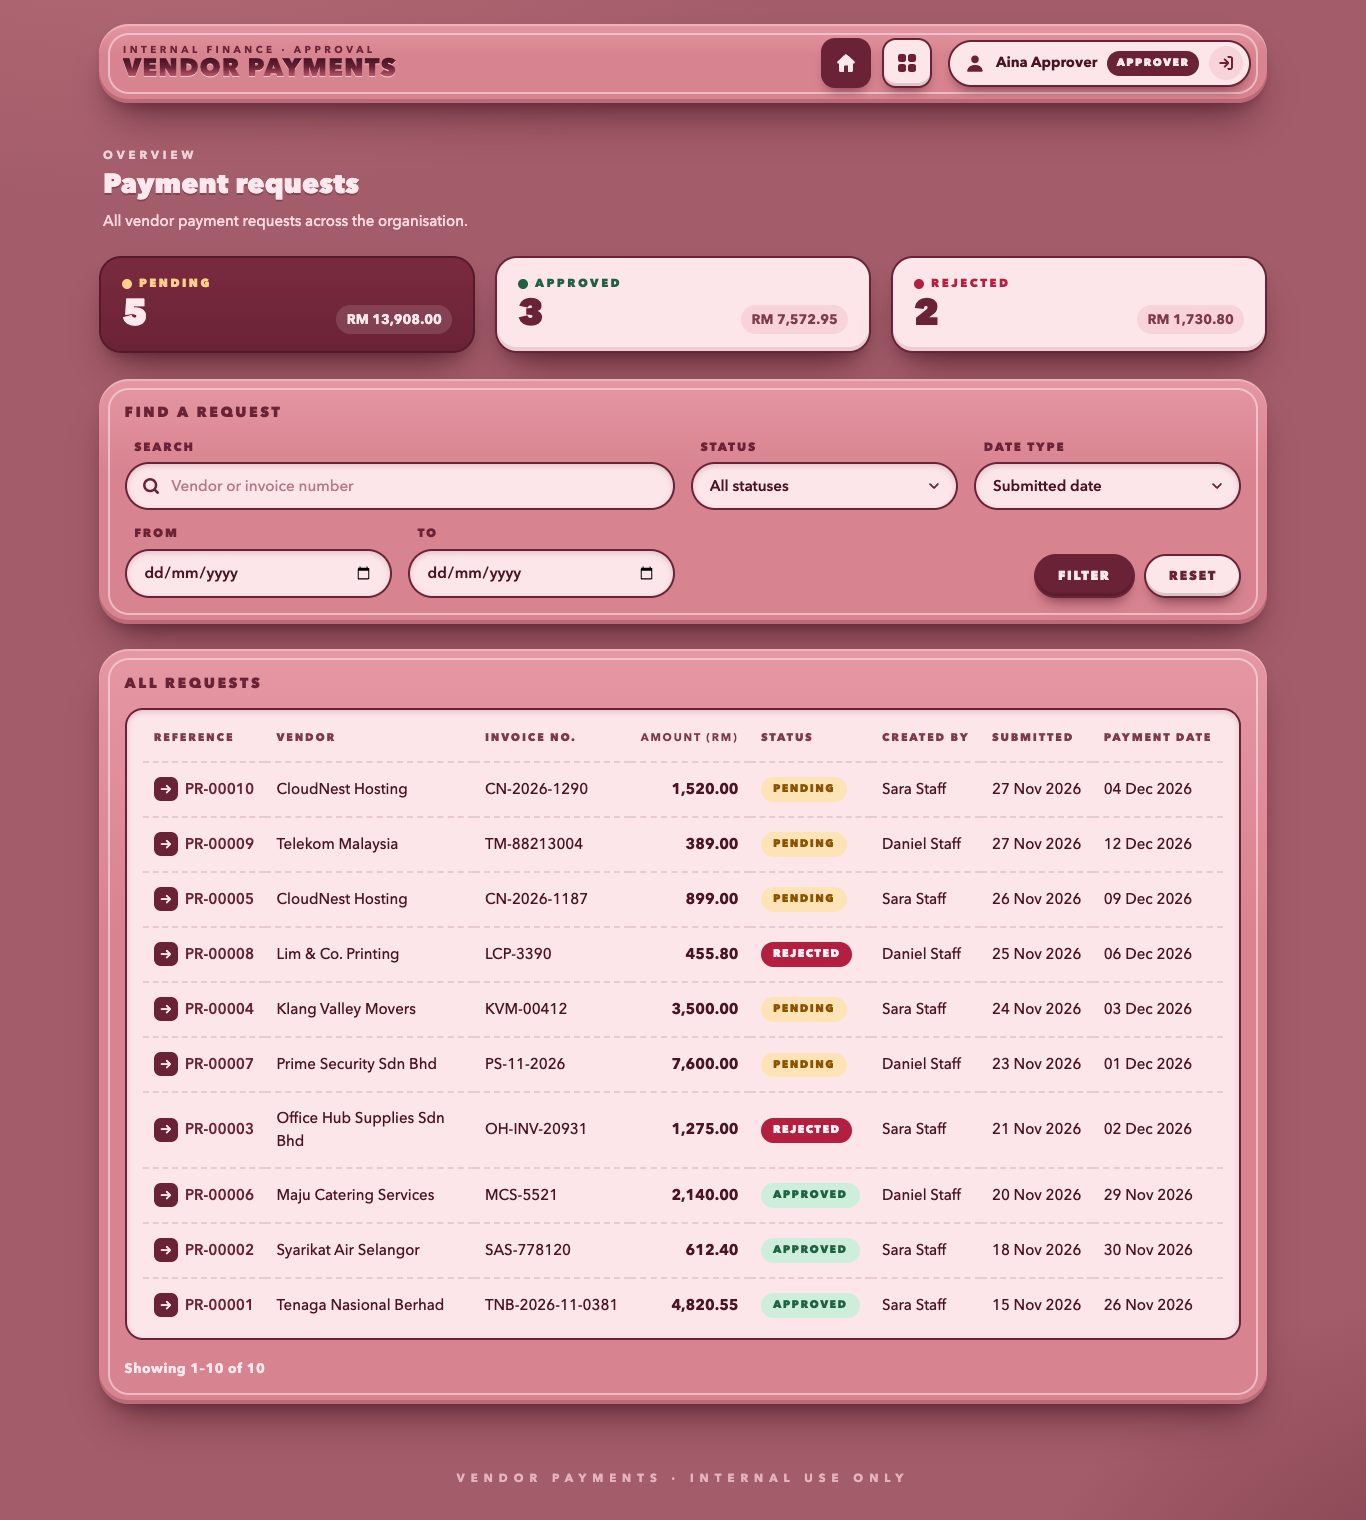 INTERNAL FINANCE · APPROVAL
VENDOR PAYMENTS
Aina Approver APPROVER
OVERVIEW
Payment requests
All vendor payment requests across the organisation.
PENDING
5
RM 13,908.00
APPROVED
3
RM 7,572.95
REJECTED
2
RM 1,730.80
FIND A REQUEST
SEARCH
Vendor or invoice number
STATUS
All statuses
DATE TYPE
Submitted date
FROM
dd/mm/yyyy
TO
dd/mm/yyyy
FILTER
RESET
ALL REQUESTS
REFERENCE VENDOR INVOICE NO. AMOUNT (RM) STATUS CREATED BY SUBMITTED PAYMENT DATE
PR-00010 CloudNest Hosting CN-2026-1290 1,520.00 PENDING Sara Staff 27 Nov 2026 04 Dec 2026
PR-00009 Telekom Malaysia TM-88213004 389.00 PENDING Daniel Staff 27 Nov 2026 12 Dec 2026
PR-00005 CloudNest Hosting CN-2026-1187 899.00 PENDING Sara Staff 26 Nov 2026 09 Dec 2026
PR-00008 Lim & Co. Printing LCP-3390 455.80 REJECTED Daniel Staff 25 Nov 2026 06 Dec 2026
PR-00004 Klang Valley Movers KVM-00412 3,500.00 PENDING Sara Staff 24 Nov 2026 03 Dec 2026
PR-00007 Prime Security Sdn Bhd PS-11-2026 7,600.00 PENDING Daniel Staff 23 Nov 2026 01 Dec 2026
PR-00003 Office Hub Supplies Sdn Bhd OH-INV-20931 1,275.00 REJECTED Sara Staff 21 Nov 2026 02 Dec 2026
PR-00006 Maju Catering Services MCS-5521 2,140.00 APPROVED Daniel Staff 20 Nov 2026 29 Nov 2026
PR-00002 Syarikat Air Selangor SAS-778120 612.40 APPROVED Sara Staff 18 Nov 2026 30 Nov 2026
PR-00001 Tenaga Nasional Berhad TNB-2026-11-0381 4,820.55 APPROVED Sara Staff 15 Nov 2026 26 Nov 2026
Showing 1-10 of 10
VENDOR PAYMENTS · INTERNAL USE ONLY